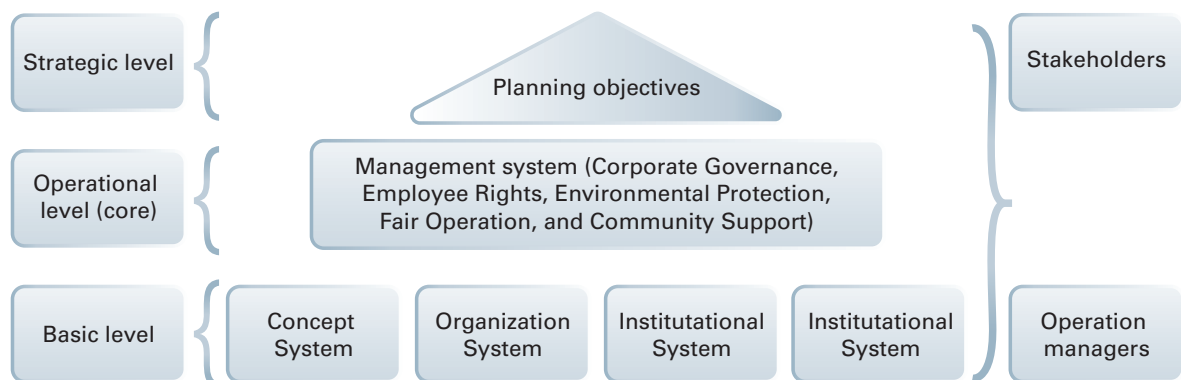 Strategic level
Planning objectives
Stakeholders
Operational
level (core)
Management system (Corporate Governance,
Employee Rights, Environmental Protection,
Fair Operation, and Community Support)
Basic level
Concept
System
Organization
System
Institutational
System
Institutational
System
Operation
managers